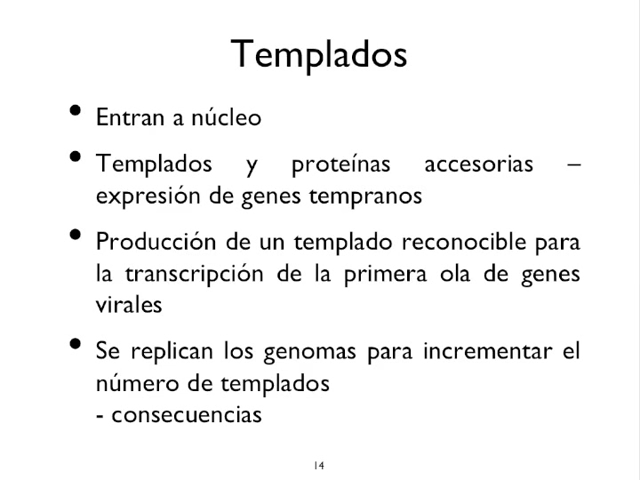 Templados
• Entran a núcleo
• Templados y proteínas accesorias –
expresión de genes tempranos
• Producción de un templado reconocible para
la transcripción de la primera ola de genes
virales
• Se replican los genomas para incrementar el
número de templados
- consecuencias
14